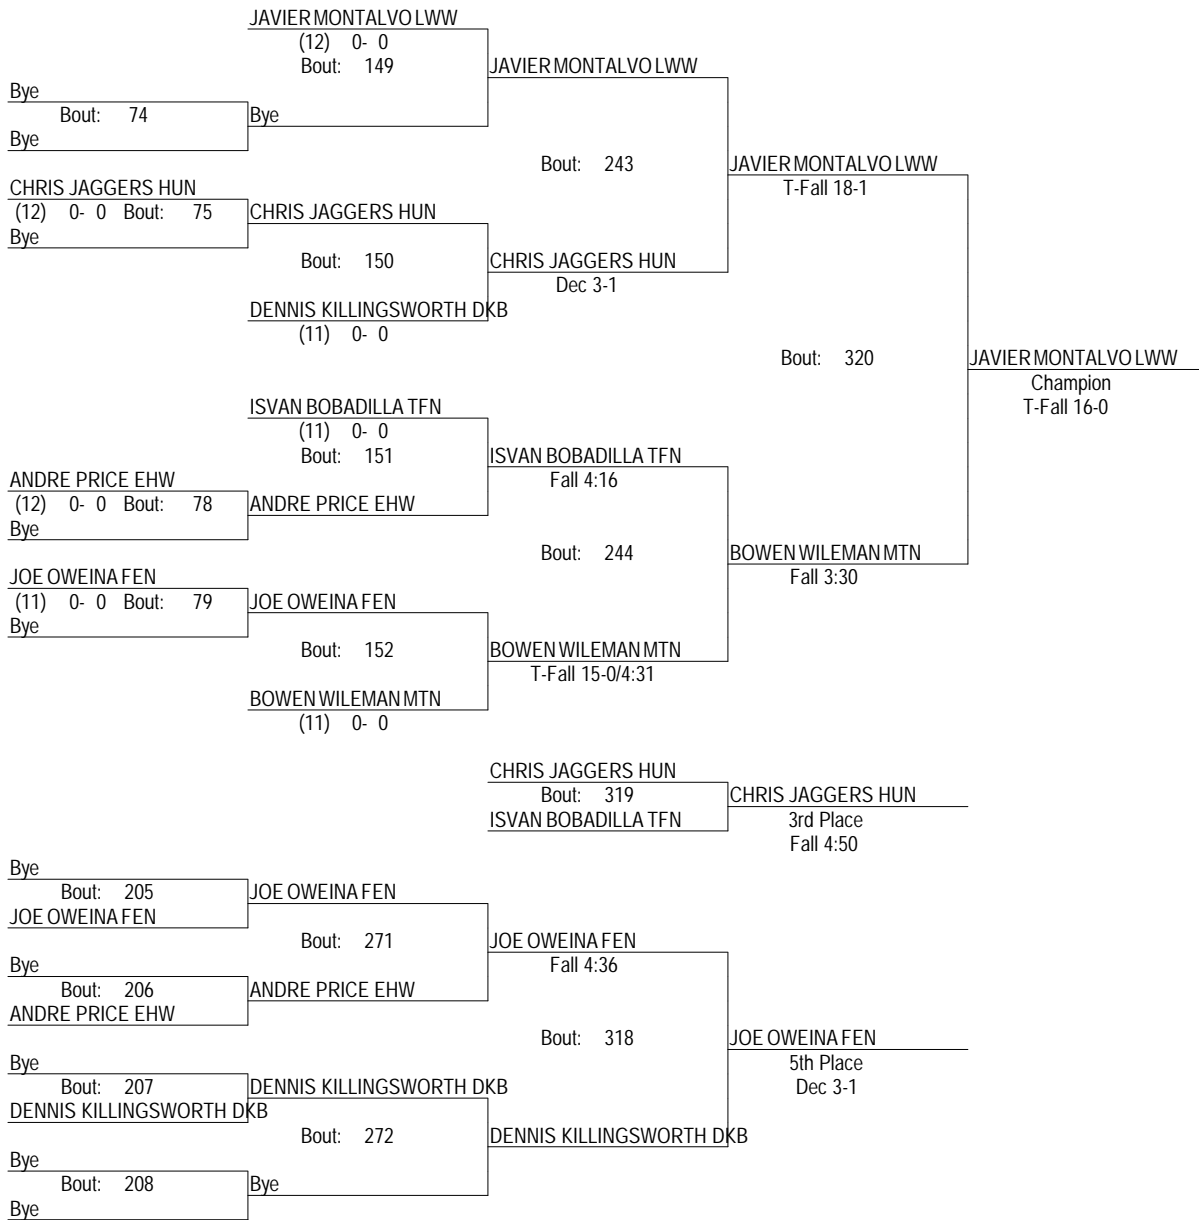 JAVIER MONTALVO LWW
(12) 0- 0
Bout: 149
JAVIER MONTALVO LWW
Bye
Bout: 74
Bye
Bye
Bout: 243
JAVIER MONTALVO LWW
T-Fall 18-1
CHRIS JAGGERS HUN
(12) 0- 0 Bout: 75
CHRIS JAGGERS HUN
Bye
Bout: 150
CHRIS JAGGERS HUN
Dec 3-1
DENNIS KILLINGSWORTH DKB
(11) 0- 0
Bout: 320
JAVIER MONTALVO LWW
Champion
T-Fall 16-0
ISVAN BOBADILLA TFN
(11) 0- 0
Bout: 151
ISVAN BOBADILLA TFN
Fall 4:16
ANDRE PRICE EHW
(12) 0- 0 Bout: 78
ANDRE PRICE EHW
Bye
Bout: 244
BOWEN WILEMAN MTN
Fall 3:30
JOE OWEINA FEN
(11) 0- 0 Bout: 79
JOE OWEINA FEN
Bye
Bout: 152
BOWEN WILEMAN MTN
T-Fall 15-0/4:31
BOWEN WILEMAN MTN
(11) 0- 0
CHRIS JAGGERS HUN
Bout: 319
CHRIS JAGGERS HUN
ISVAN BOBADILLA TFN
3rd Place
Fall 4:50
Bye
Bout: 205
JOE OWEINA FEN
JOE OWEINA FEN
Bout: 271
JOE OWEINA FEN
Fall 4:36
Bye
Bout: 206
ANDRE PRICE EHW
ANDRE PRICE EHW
Bout: 318
JOE OWEINA FEN
5th Place
Dec 3-1
Bye
Bout: 207
DENNIS KILLINGSWORTH DKB
DENNIS KILLINGSWORTH DKB
Bout: 272
DENNIS KILLINGSWORTH DKB
Bye
Bout: 208
Bye
Bye